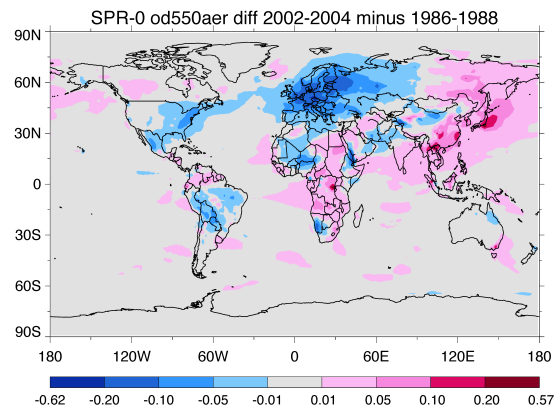 SPR-0 od550aer diff 2002-2004 minus 1986-1988
90N
60N
30N
0
30S
60S
90S
180 120W 60W 0 60E 120E 180
-0.62 -0.20 -0.10 -0.05 -0.01 0.01 0.05 0.10 0.20 0.57